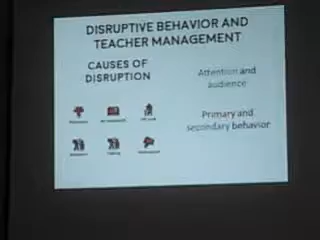 DISRUPTIVE BEHAVIOR AND
TEACHER MANAGEMENT
CAUSES OF
DISRUPTION
Attention and
audience
Primary and
secondary behavior